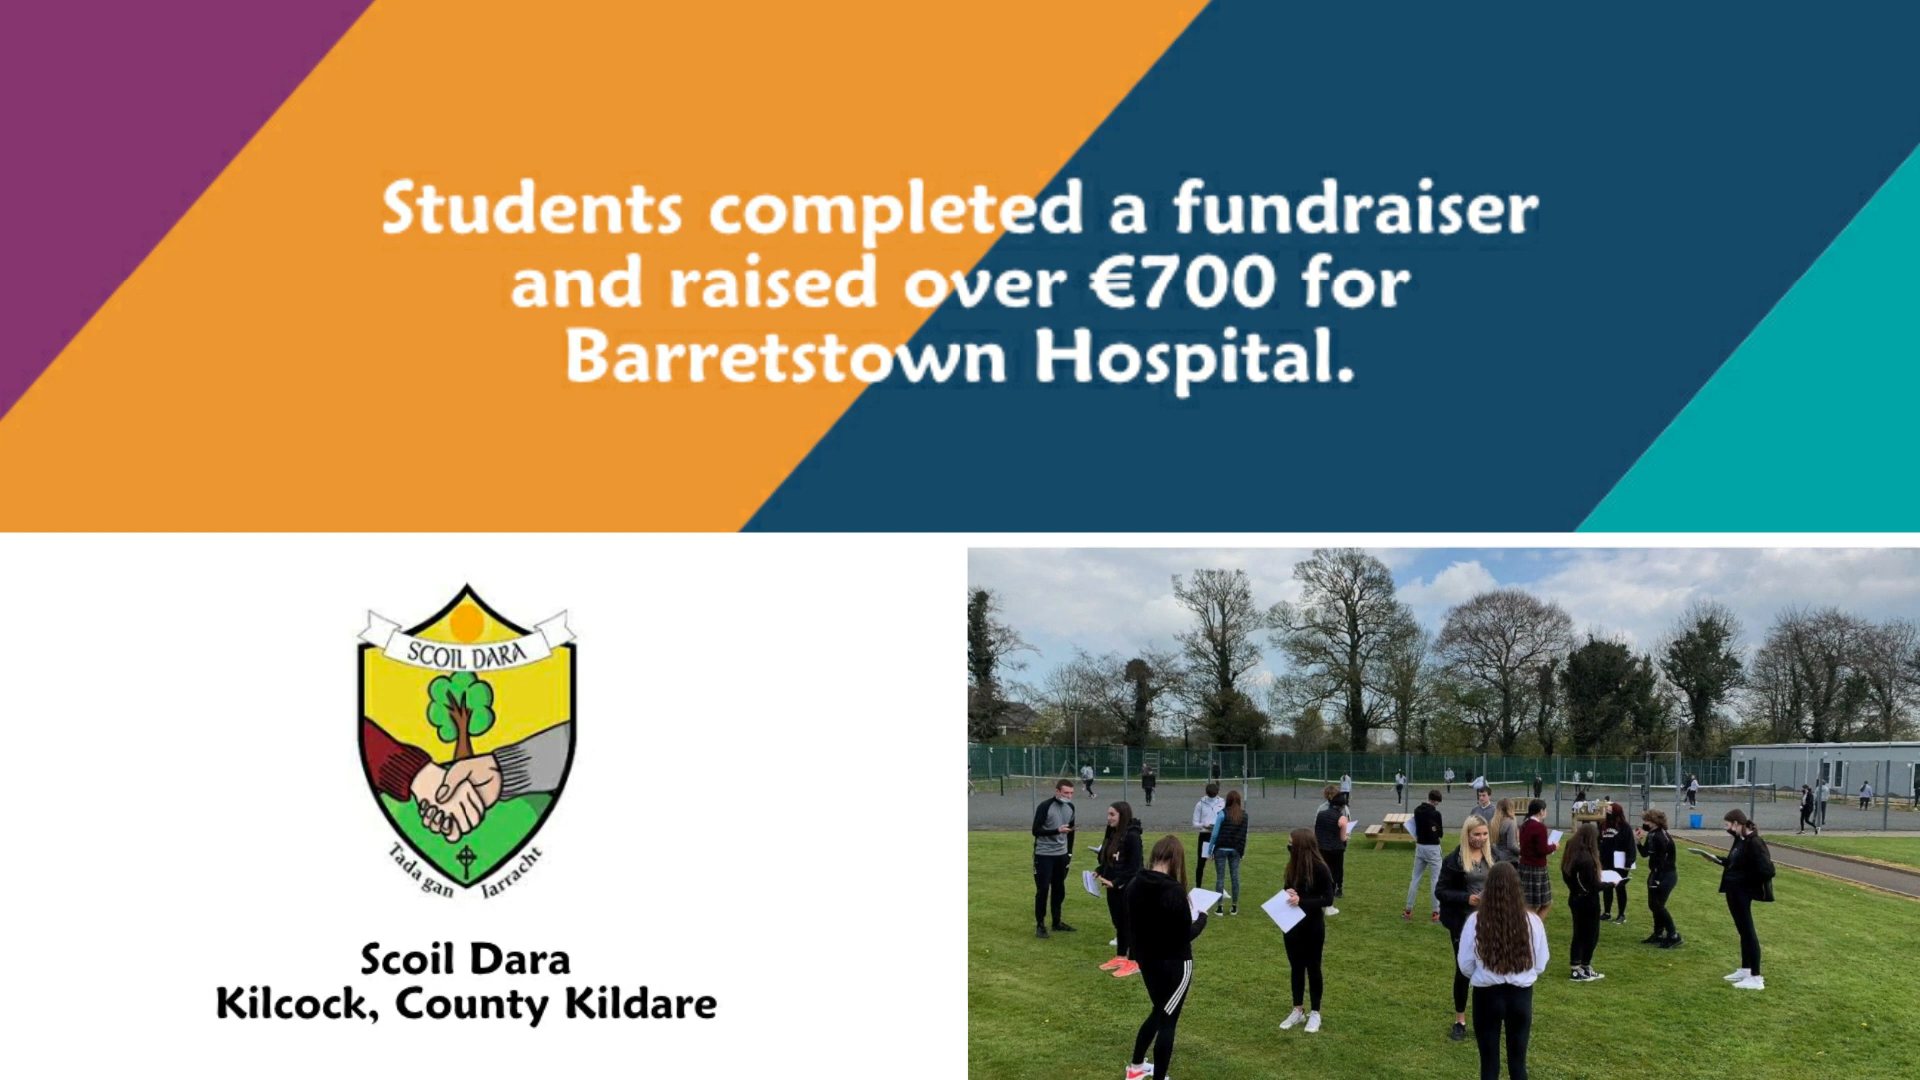 Students completed a fundraiser
and raised over €700 for
Barretstown Hospital.
SCOIL DARA
Tada gan Iarracht
Scoil Dara
Kilcock, County Kildare